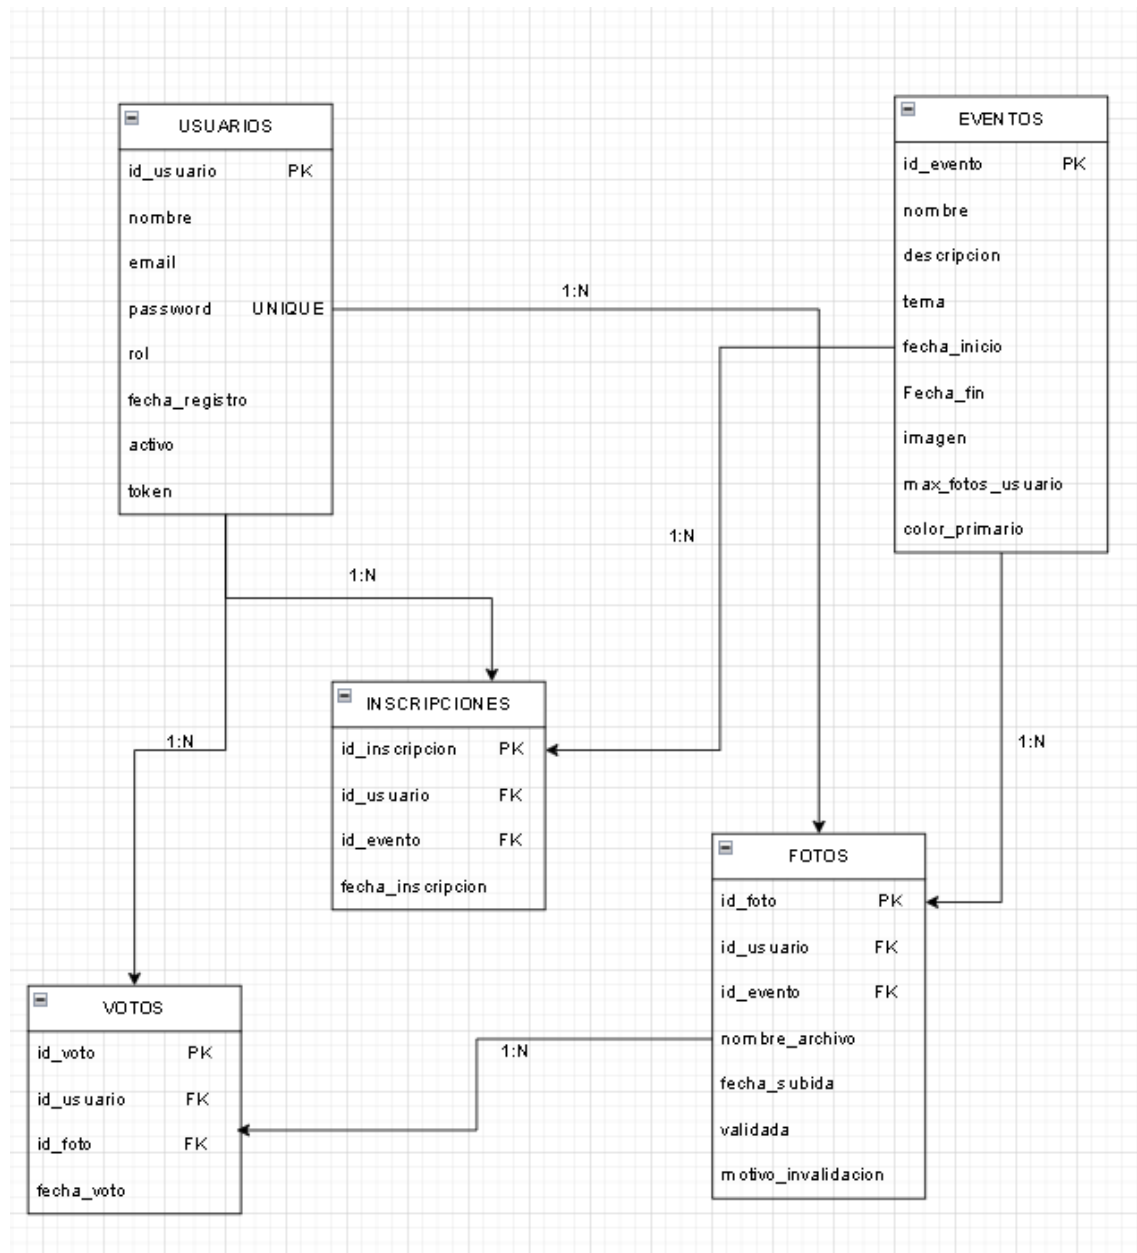 USUARIOS
id_usuario PK
nombre
email
password UNIQUE
rol
fecha_registro
activo
token
EVENTOS
id_evento PK
nombre
descripcion
tema
fecha_inicio
Fecha_fin
imagen
max_fotos_usuario
color_primario
1:N
1:N
1:N
1:N
1:N
INSCRIPCIONES
id_inscripcion PK
id_usuario FK
id_evento FK
fecha_inscripcion
FOTOS
id_foto PK
id_usuario FK
id_evento FK
nombre_archivo
fecha_subida
validada
motivo_invalidacion
VOTOS
id_voto PK
id_usuario FK
id_foto FK
fecha_voto
1:N